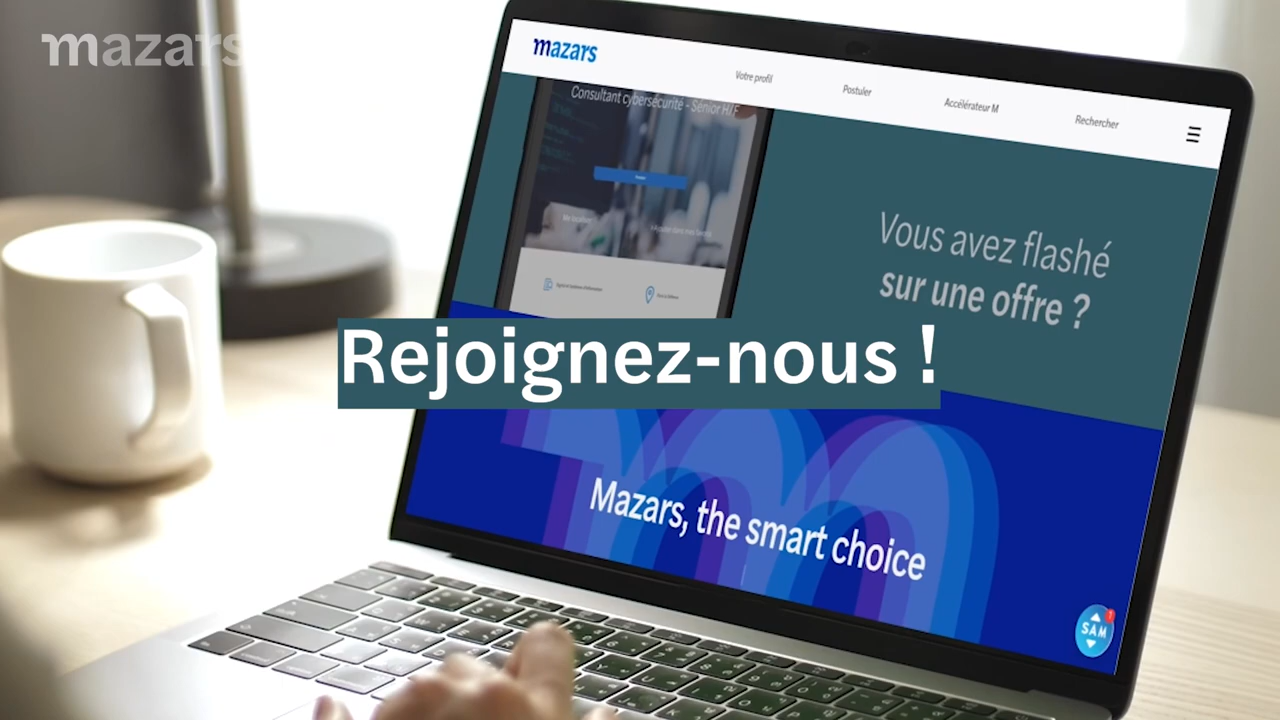 mazars
mazars
Votre profil
Postuler
Accélérateur M
Rechercher
Consultant cybersécurité - Senior H/F
Vous avez flashé
sur une offre ?
Rejoignez-nous !
Mazars, the smart choice
SAM